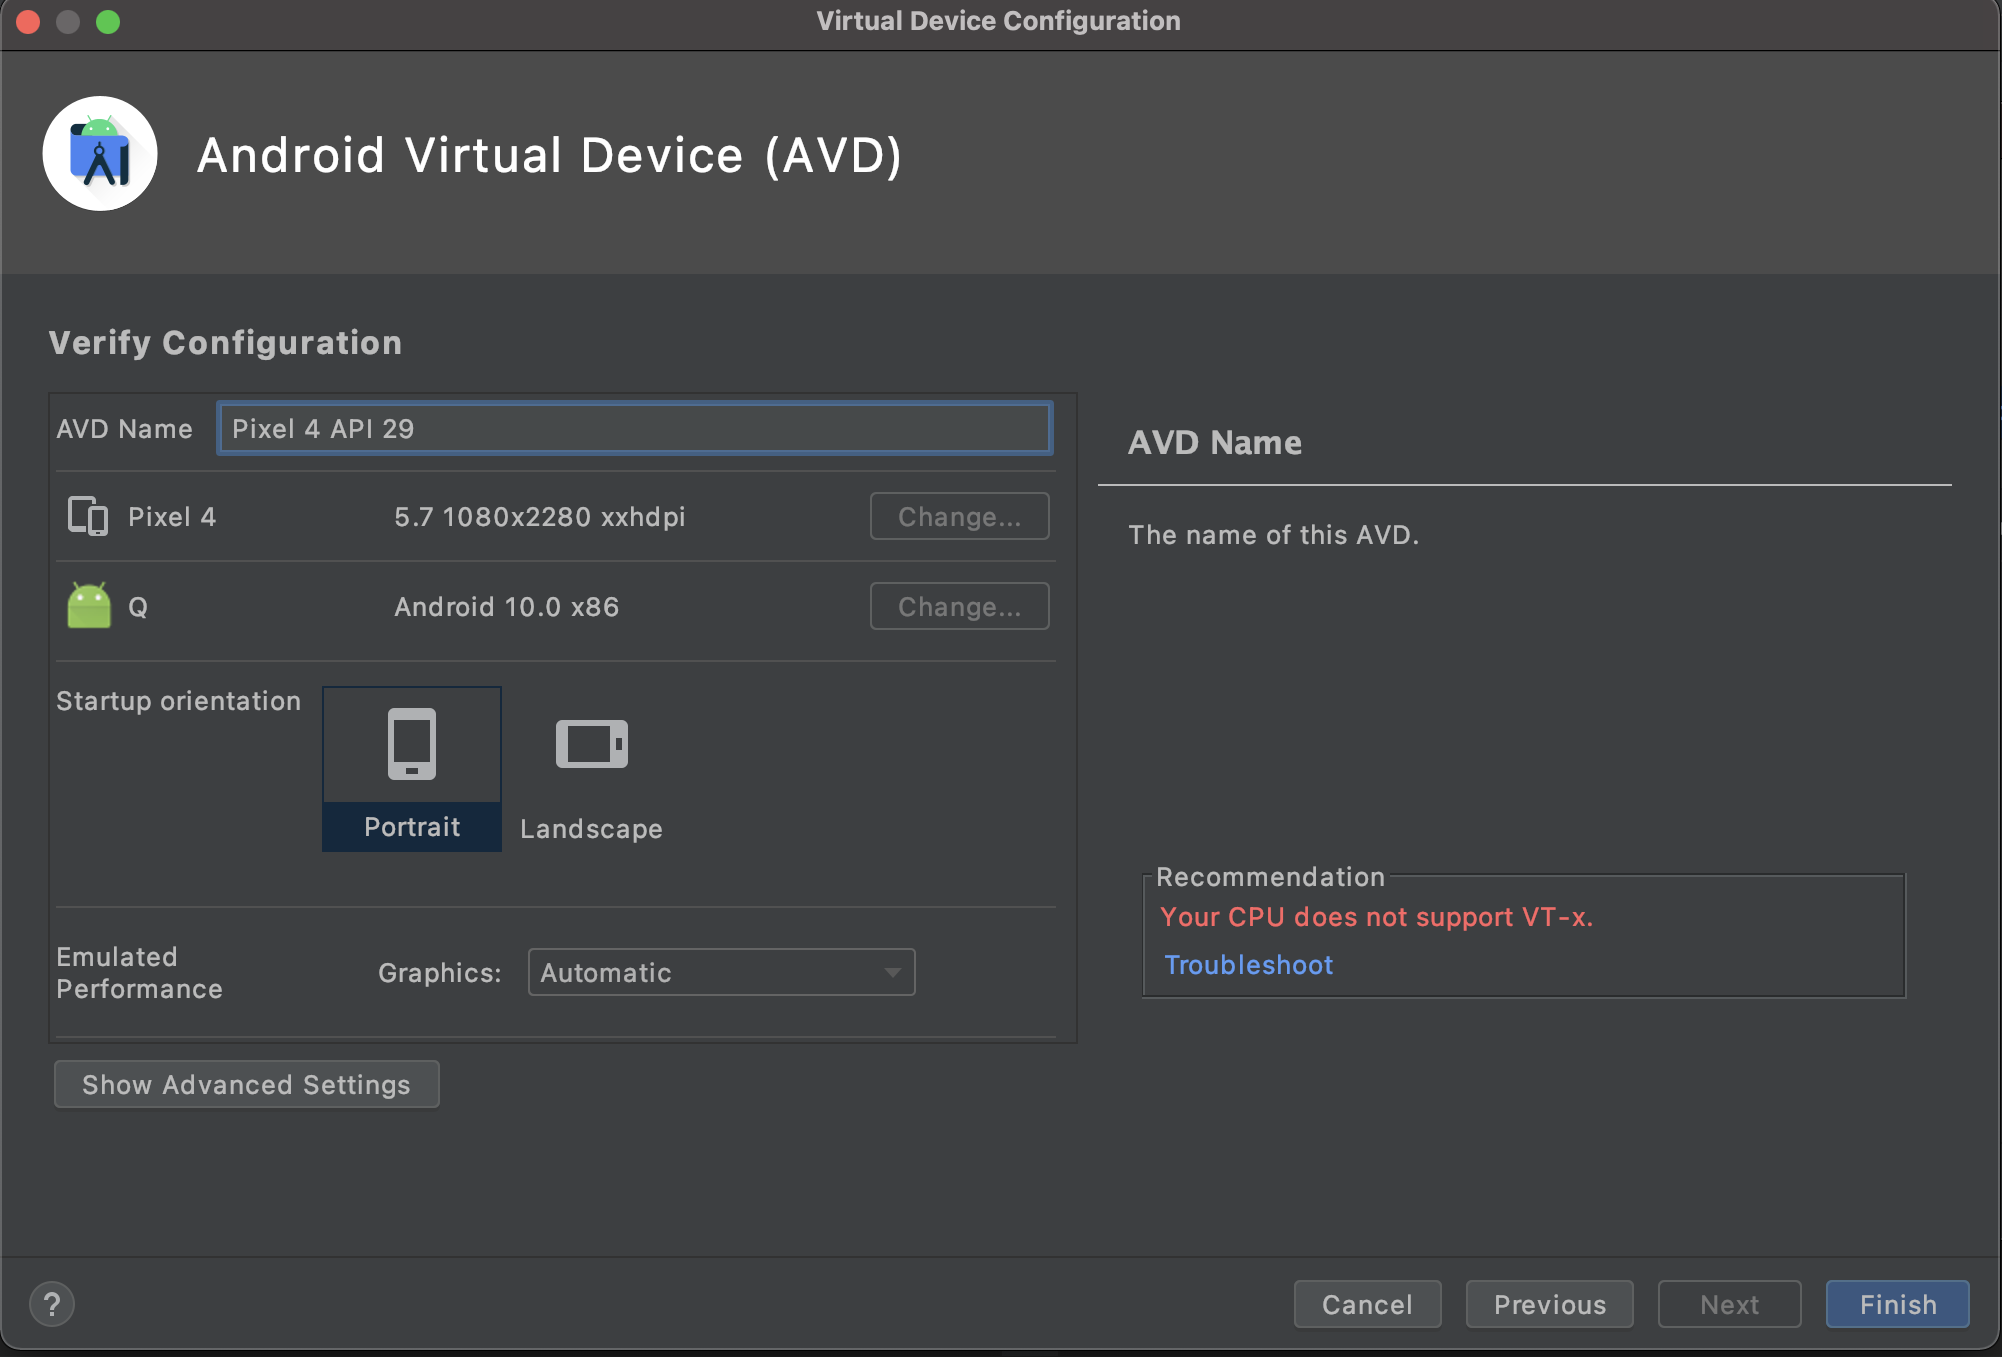 Virtual Device Configuration
Android Virtual Device (AVD)
Verify Configuration
AVD Name Pixel 4 API 29
Pixel 4 5.7 1080x2280 xxhdpi Change...
Q Android 10.0 x86 Change...
Startup orientation
Portrait Landscape
Emulated
Performance
Graphics: Automatic
Show Advanced Settings
AVD Name
The name of this AVD.
Recommendation
Your CPU does not support VT-x.
Troubleshoot
? Cancel Previous Next Finish